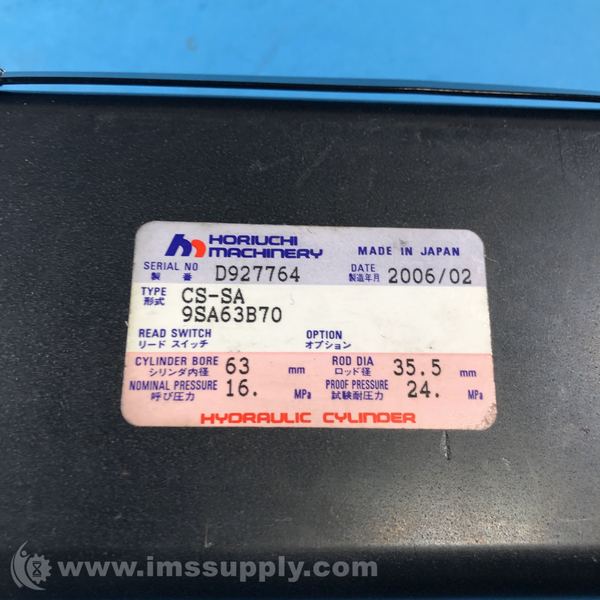 HORIUCHI
MACHINERY
MADE IN JAPAN
SERIAL NO D927764 DATE 2006/02
製 番 製造年月
TYPE CS-SA
形式 9SA63B70
READ SWITCH OPTION
リード スイッチ オプション
CYLINDER BORE 63 mm ROD DIA 35.5 mm
シリンダ内径 ロッド径
NOMINAL PRESSURE 16. MPa PROOF PRESSURE 24. MPa
呼び圧力 試験耐圧力
HYDRAULIC CYLINDER
www.imssupply.com